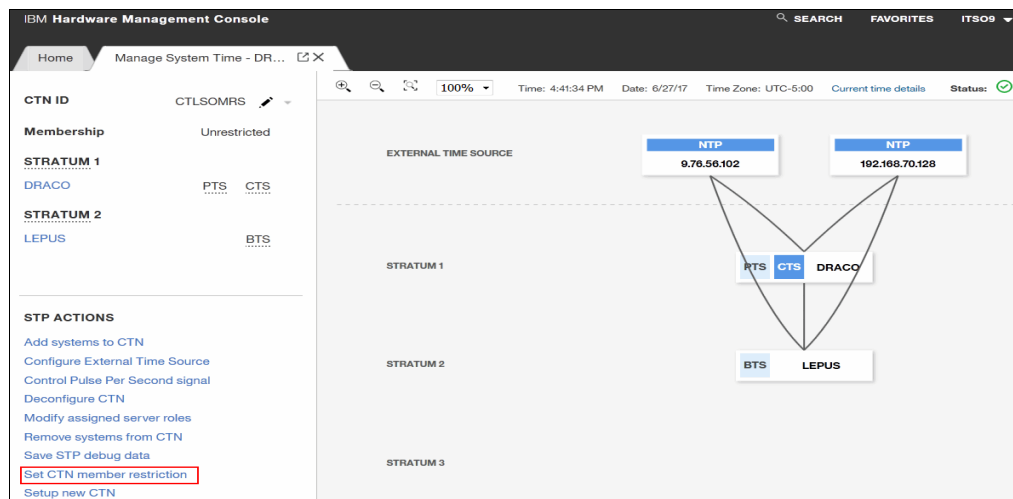 IBM Hardware Management Console
SEARCH FAVORITES ITSO9
Home Manage System Time - DR...
CTN ID CTLSOMRS
Membership Unrestricted
STRATUM 1
DRACO PTS CTS
STRATUM 2
LEPUS BTS
STP ACTIONS
Add systems to CTN
Configure External Time Source
Control Pulse Per Second signal
Deconfigure CTN
Modify assigned server roles
Remove systems from CTN
Save STP debug data
Set CTN member restriction
Setup new CTN
100% Time: 4:41:34 PM Date: 6/27/17 Time Zone: UTC-5:00 Current time details Status:
EXTERNAL TIME SOURCE
NTP
9.76.56.102
NTP
192.168.70.128
STRATUM 1
PTS CTS DRACO
STRATUM 2
BTS LEPUS
STRATUM 3